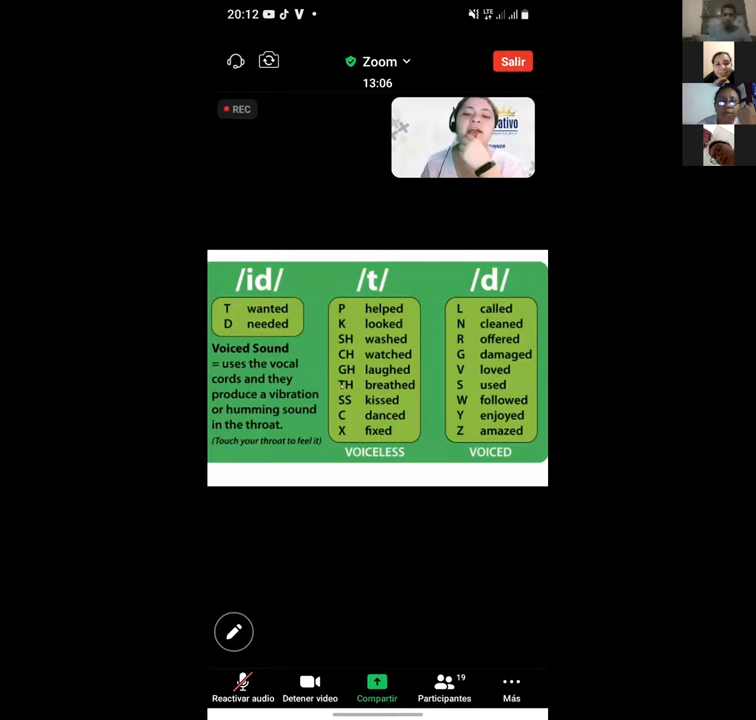 20:12
LTE
Zoom
Salir
13:06
REC
ativo
/id/ /t/ /d/
T wanted
D needed
Voiced Sound
= uses the vocal
cords and they
produce a vibration
or humming sound
in the throat.
(Touch your throat to feel it)
P helped
K looked
SH washed
CH watched
GH laughed
TH breathed
SS kissed
C danced
X fixed
VOICELESS
L called
N cleaned
R offered
G damaged
V loved
S used
W followed
Y enjoyed
Z amazed
VOICED
Reactivar audio
Detener video
Compartir
19
Participantes
Más